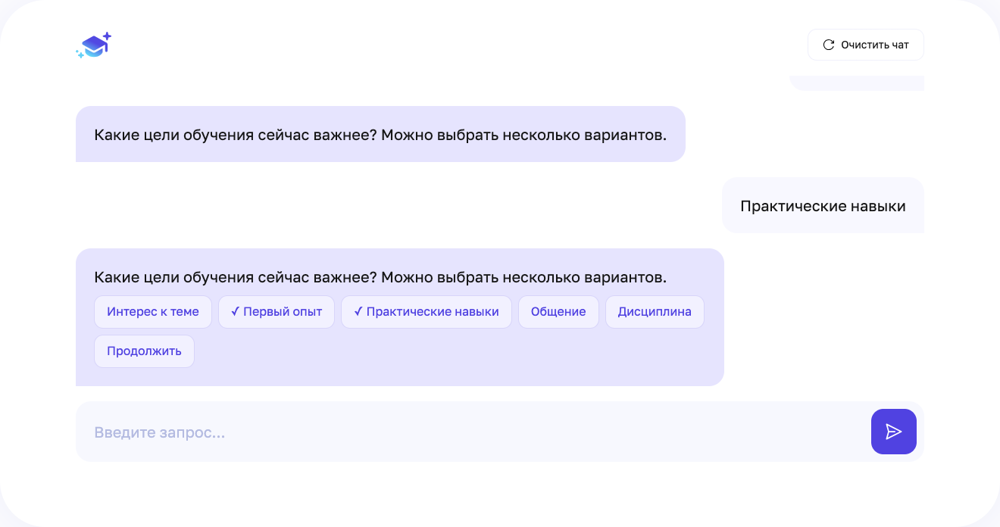 Очистить чат
Какие цели обучения сейчас важнее? Можно выбрать несколько вариантов.
Практические навыки
Какие цели обучения сейчас важнее? Можно выбрать несколько вариантов.
Интерес к теме ✓ Первый опыт ✓ Практические навыки Общение Дисциплина
Продолжить
Введите запрос...